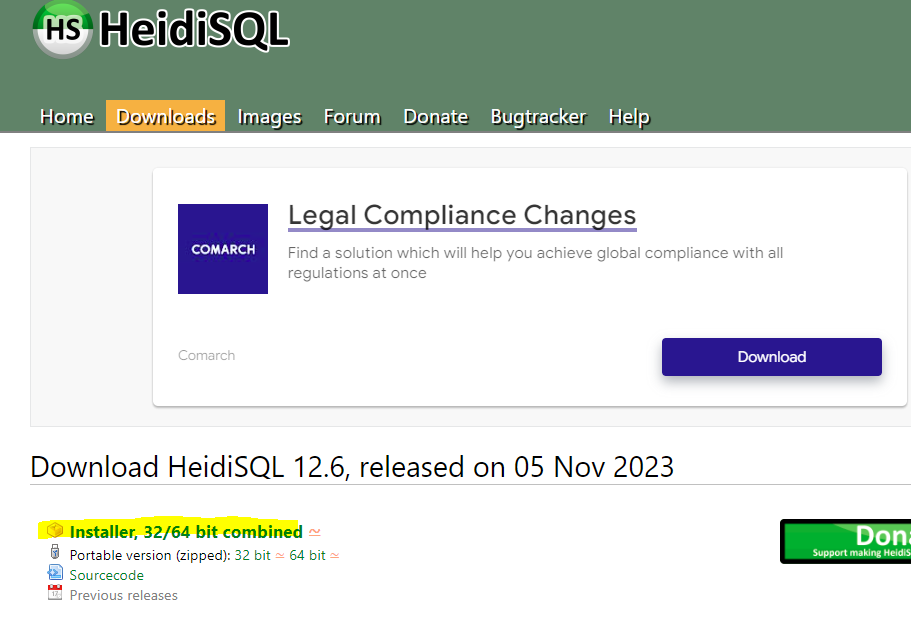 HS HeidiSQL
Home Downloads Images Forum Donate Bugtracker Help
COMARCH
Legal Compliance Changes
Find a solution which will help you achieve global compliance with all
regulations at once
Comarch
Download
Download HeidiSQL 12.6, released on 05 Nov 2023
Installer, 32/64 bit combined ≃
Portable version (zipped): 32 bit ≃ 64 bit ≃
Sourcecode
Previous releases
Dona
Support making HeidiS